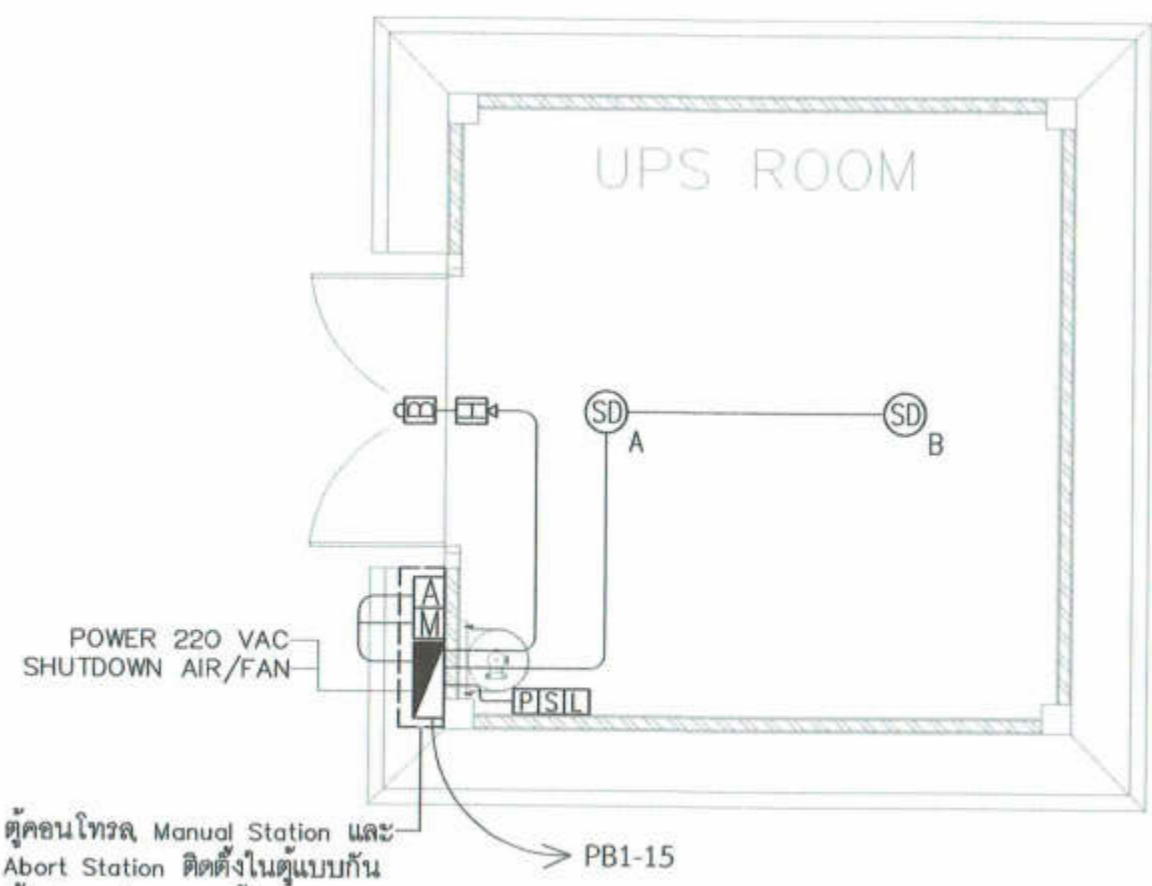 UPS ROOM
B
H
SD
SD
A
B
A
M
POWER 220 VAC
SHUTDOWN AIR/FAN
P S L
ตู้คอนโทรล, Manual Station และ
Abort Station ติดตั้งในตู้แบบกัน
PB1-15